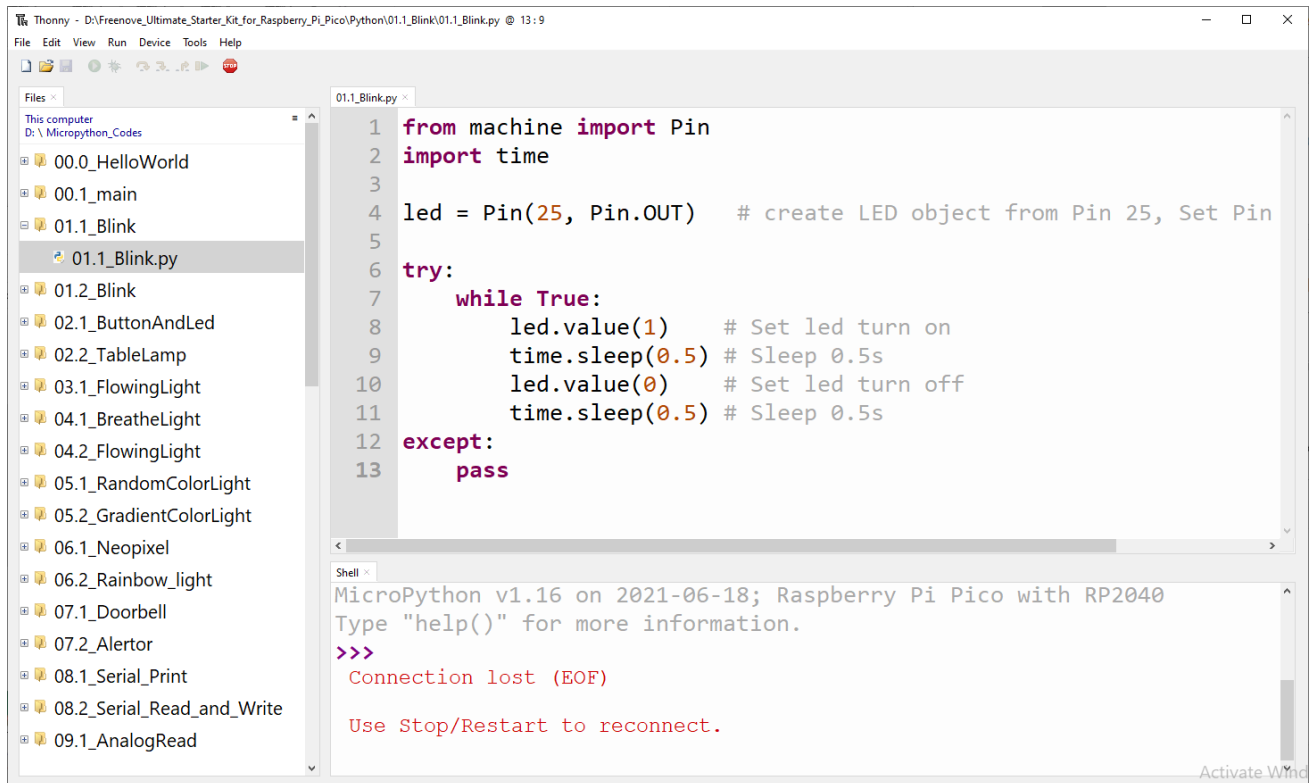 Thonny - D:\Freenove_Ultimate_Starter_Kit_for_Raspberry_Pi_Pico\Python\01.1_Blink\01.1_Blink.py @ 13:9
File Edit View Run Device Tools Help
STOP
Files
This computer
D: \ Micropython_Codes
00.0_HelloWorld
00.1_main
01.1_Blink
01.1_Blink.py
01.2_Blink
02.1_ButtonAndLed
02.2_TableLamp
03.1_FlowingLight
04.1_BreatheLight
04.2_FlowingLight
05.1_RandomColorLight
05.2_GradientColorLight
06.1_Neopixel
06.2_Rainbow_light
07.1_Doorbell
07.2_Alertor
08.1_Serial_Print
08.2_Serial_Read_and_Write
09.1_AnalogRead
01.1_Blink.py
1 from machine import Pin
2 import time
3
4 led = Pin(25, Pin.OUT)   # create LED object from Pin 25, Set Pin
5
6 try:
7     while True:
8         led.value(1)    # Set led turn on
9         time.sleep(0.5) # Sleep 0.5s
10         led.value(0)    # Set led turn off
11         time.sleep(0.5) # Sleep 0.5s
12 except:
13     pass
Shell
MicroPython v1.16 on 2021-06-18; Raspberry Pi Pico with RP2040
Type "help()" for more information.
>>>
Connection lost (EOF)
Use Stop/Restart to reconnect.
Activate Wind